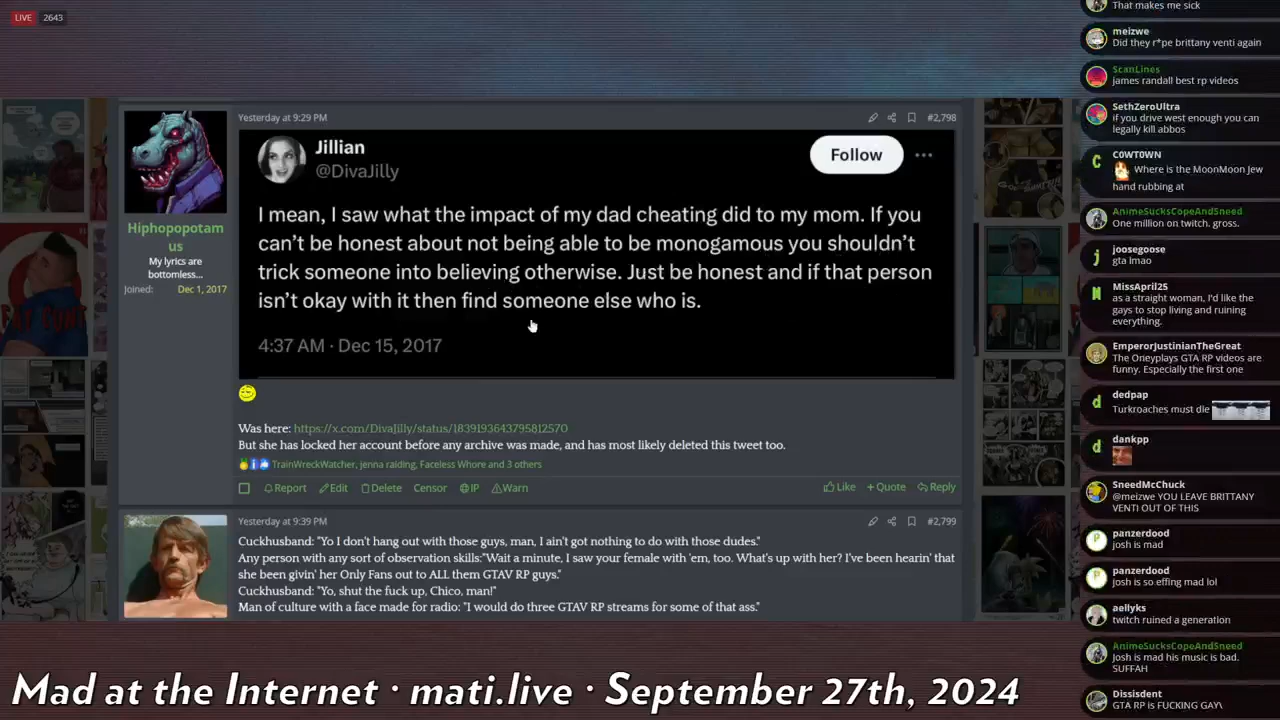 LIVE 2643
Yesterday at 9:29 PM
#2,798
Hiphopopotam
us
My lyrics are
bottomless...
Joined: Dec 1, 2017
Jillian
@DivaJilly
Follow
I mean, I saw what the impact of my dad cheating did to my mom. If you
can’t be honest about not being able to be monogamous you shouldn’t
trick someone into believing otherwise. Just be honest and if that person
isn’t okay with it then find someone else who is.
4:37 AM · Dec 15, 2017
Was here: https://x.com/DivaJilly/status/1839193643795812570
But she has locked her account before any archive was made, and has most likely deleted this tweet too.
TrainWreckWatcher, jenna raiding, Faceless Whore and 3 others
Report Edit Delete Censor IP Warn
Like + Quote Reply
Yesterday at 9:39 PM
#2,799
Cuckhusband: "Yo I don't hang out with those guys, man, I ain't got nothing to do with those dudes."
Any person with any sort of observation skills:"Wait a minute, I saw your female with 'em, too. What's up with her? I've been hearin' that
she been givin' her Only Fans out to ALL them GTAV RP guys."
Cuckhusband: "Yo, shut the fuck up, Chico, man!"
Man of culture with a face made for radio: "I would do three GTAV RP streams for some of that ass."
That makes me sick
meizwe
Did they r*pe brittany venti again
ScanLines
james randall best rp videos
SethZeroUltra
if you drive west enough you can
legally kill abbos
C0WT0WN
Where is the MoonMoon Jew
hand rubbing at
AnimeSucksCopeAndSneed
One million on twitch. gross.
joosegoose
gta lmao
MissApril25
as a straight woman, I'd like the
gays to stop living and ruining
everything.
EmperorJustinianTheGreat
The Oneyplays GTA RP videos are
funny. Especially the first one
dedpap
Turkroaches must die
dankpp
SneedMcChuck
@meizwe YOU LEAVE BRITTANY
VENTI OUT OF THIS
panzerdood
josh is mad
panzerdood
josh is so effing mad lol
aellyks
twitch ruined a generation
AnimeSucksCopeAndSneed
Josh is mad his music is bad.
SUFFAH
Dissisdent
GTA RP is FUCKING GAY\
Mad at the Internet · mati.live · September 27th, 2024